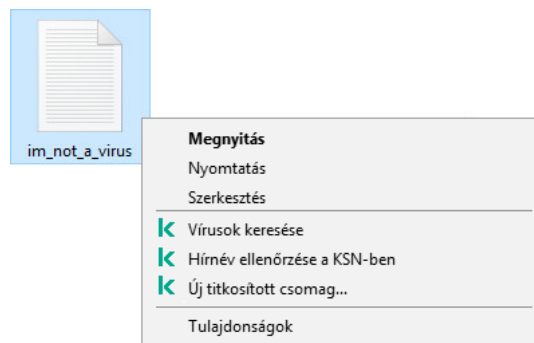 im_not_a_virus
Megnyitás
Nyomtatás
Szerkesztés
Vírusok keresése
Hírnév ellenőrzése a KSN-ben
Új titkosított csomag...
Tulajdonságok